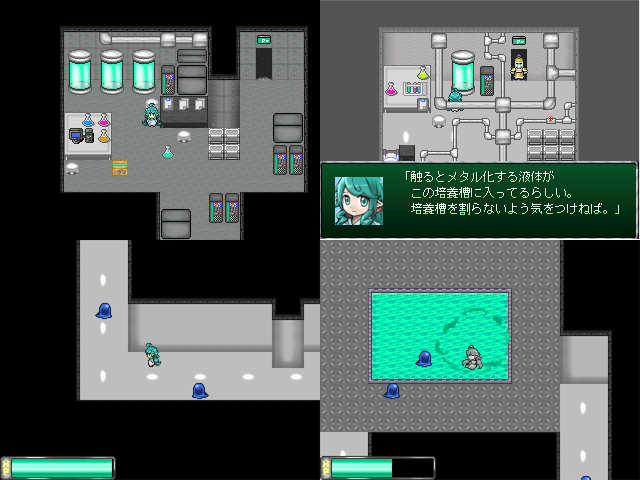 「触るとメタル化する液体が
この培養槽に入ってるらしい。
培養槽を割らないよう気をつけねば。」